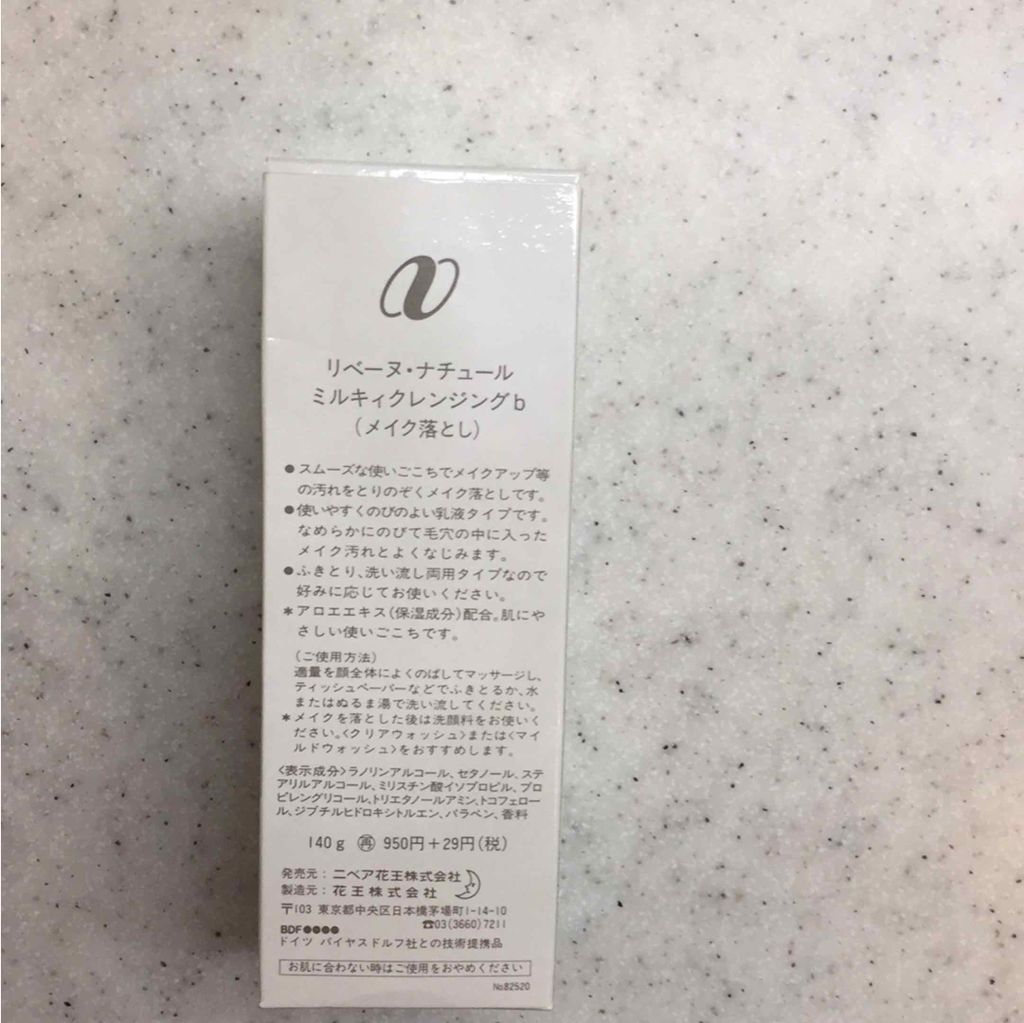 リベーヌ・ナチュール
ミルキィクレンジングb
(メイク落とし)
●スムーズな使いごこちでメイクアップ等
の汚れをとりのぞくメイク落としです。
●使いやすくのびのよい乳液タイプです。
なめらかにのびて毛穴の中に入った
メイク汚れとよくなじみます。
●ふきとり、洗い流し両用タイプなので
好みに応じてお使いください。
*アロエエキス(保湿成分)配合。肌にや
さしい使いごこちです。
(ご使用方法)
適量を顔全体によくのばしてマッサージし、
ティッシュペーパーなどでふきとるか、水
またはぬるま湯で洗い流してください。
*メイクを落とした後は洗顔料をお使いく
ださい。<クリアウォッシュ>または<マイ
ルドウォッシュ>をおすすめします。
<表示成分>ラノリンアルコール、セタノール、ステ
アリルアルコール、ミリスチン酸イソプロピル、プロ
ピレングリコール、トリエタノールアミン、トコフェロー
ル、ジブチルヒドロキシトルエン、パラベン、香料
140g ㊢ 950円+29円(税)
発売元:ニベア花王株式会社
製造元:花王株式会社
〒103 東京都中央区日本橋茅場町1-14-10
☎03(3660)7211
BDF●●●●
ドイツ バイヤスドルフ社との技術提携品
お肌に合わない時はご使用をおやめください
No.82520